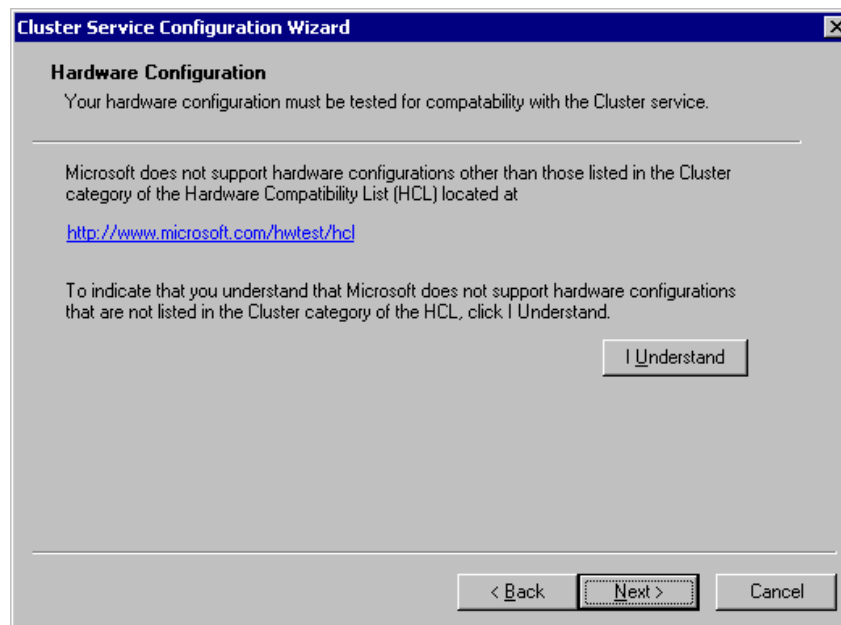 Cluster Service Configuration Wizard
Hardware Configuration
Your hardware configuration must be tested for compatability with the Cluster service.
Microsoft does not support hardware configurations other than those listed in the Cluster
category of the Hardware Compatibility List (HCL) located at
http://www.microsoft.com/hwtest/hcl
To indicate that you understand that Microsoft does not support hardware configurations
that are not listed in the Cluster category of the HCL, click I Understand.
I Understand
< Back Next > Cancel